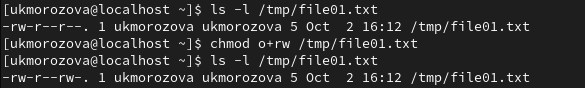 [ukmorozova@localhost ~]$ ls -l /tmp/file01.txt
-rw-r--r--. 1 ukmorozova ukmorozova 5 Oct  2 16:12 /tmp/file01.txt
[ukmorozova@localhost ~]$ chmod o+rw /tmp/file01.txt
[ukmorozova@localhost ~]$ ls -l /tmp/file01.txt
-rw-r--rw-. 1 ukmorozova ukmorozova 5 Oct  2 16:12 /tmp/file01.txt